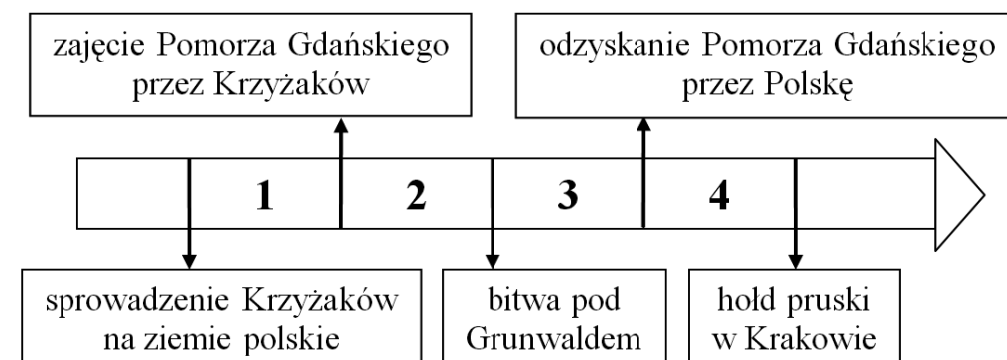 zajęcie Pomorza Gdańskiego
przez Krzyżaków
odzyskanie Pomorza Gdańskiego
przez Polskę
1
2
3
4
sprowadzenie Krzyżaków
na ziemie polskie
bitwa pod
Grunwaldem
hołd pruski
w Krakowie